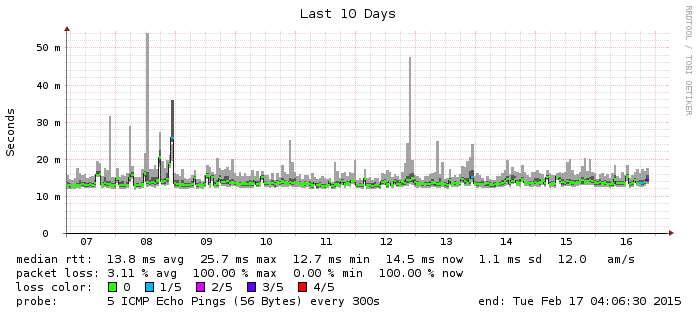 Last 10 Days
RRDTOOL / TOBI OETIKER
Seconds
50 m
40 m
30 m
20 m
10 m
0
07 08 09 10 11 12 13 14 15 16
median rtt: 13.8 ms avg 25.7 ms max 12.7 ms min 14.5 ms now 1.1 ms sd 12.0 am/s
packet loss: 3.11 % avg 100.00 % max 0.00 % min 100.00 % now
loss color: 0 1/5 2/5 3/5 4/5
probe: 5 ICMP Echo Pings (56 Bytes) every 300s end: Tue Feb 17 04:06:30 2015